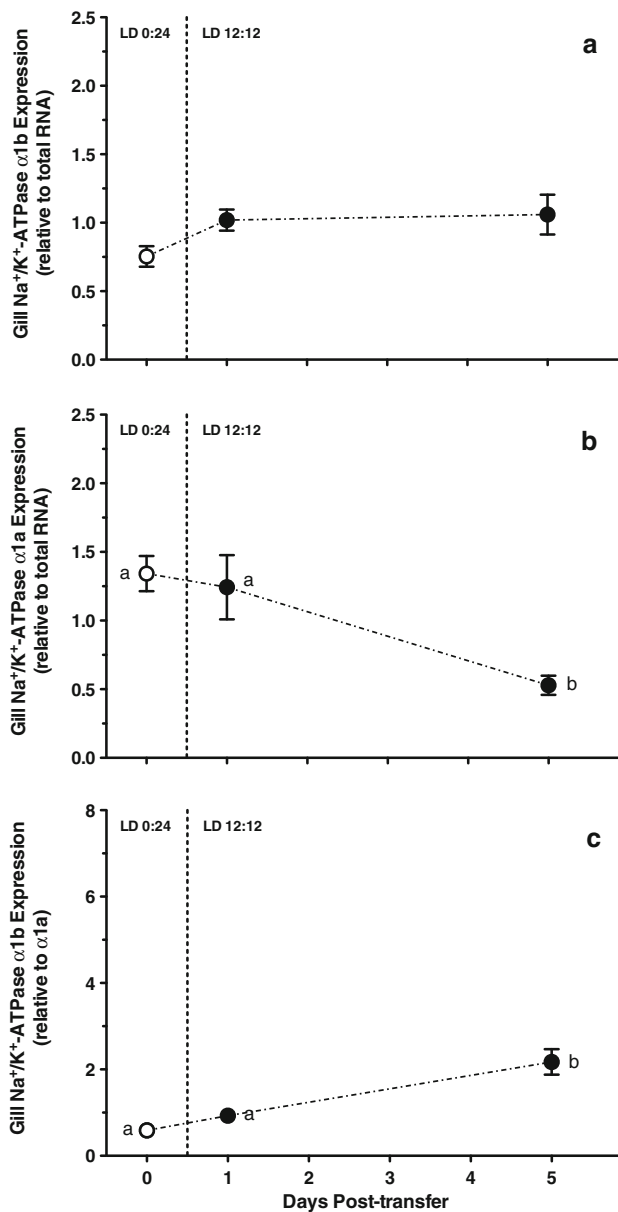 Gill Na⁺/K⁺-ATPase α1b Expression
(relative to total RNA)
2.5
2.0
1.5
1.0
0.5
0.0
LD 0:24
LD 12:12
a
Gill Na⁺/K⁺-ATPase α1a Expression
(relative to total RNA)
2.5
2.0
1.5
1.0
0.5
0.0
LD 0:24
LD 12:12
b
a
a
b
Gill Na⁺/K⁺-ATPase α1b Expression
(relative to α1a)
8
6
4
2
0
LD 0:24
LD 12:12
c
a
a
b
0 1 2 3 4 5
Days Post-transfer